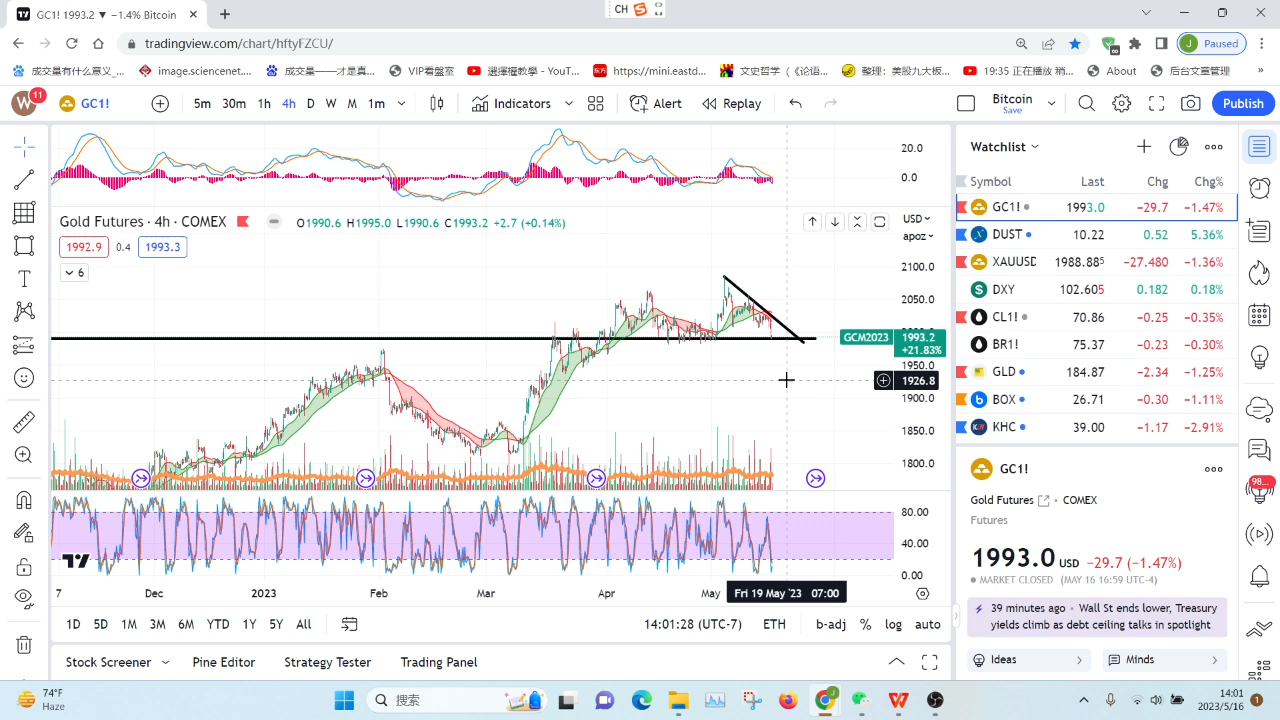 GC1! 1993.2 ▼ −1.4% Bitcoin
CH
tradingview.com/chart/hftyFZCU/
J Paused
成交量有什么意义_...
image.sciencenet....
成交量——才是真...
VIP看盤室
選擇權教學 - YouT...
https://mini.eastd...
文史哲学（《论语...
整理：美股九大板...
19:35 正在播放 稍...
About
后台文章管理
»
W 11
GC1!
5m 30m 1h 4h D W M 1m
Indicators
Alert
Replay
Bitcoin
Save
Publish
20.0
0.0
Gold Futures · 4h · COMEX
O1990.6 H1995.0 L1990.6 C1993.2 +2.7 (+0.14%)
1992.9 0.4 1993.3
6
USD
apoz
2100.0
2050.0
GCM2023 1993.2
+21.83%
1950.0
1926.8
1900.0
1850.0
1800.0
80.00
40.00
0.00
7 Dec 2023 Feb Mar Apr May Fri 19 May '23 07:00
1D 5D 1M 3M 6M YTD 1Y 5Y All
14:01:28 (UTC-7) ETH b-adj % log auto
Stock Screener Pine Editor Strategy Tester Trading Panel
Watchlist
Symbol Last Chg Chg%
GC1! 1993.0 −29.7 −1.47%
DUST 10.22 0.52 5.36%
XAUUSD 1988.885 −27.480 −1.36%
DXY 102.605 0.182 0.18%
CL1! 70.86 −0.25 −0.35%
BR1! 75.37 −0.23 −0.30%
GLD 184.87 −2.34 −1.25%
BOX 26.71 −0.30 −1.11%
KHC 39.00 −1.17 −2.91%
GC1!
Gold Futures · COMEX
Futures
1993.0 USD −29.7 (−1.47%)
MARKET CLOSED (MAY 16 16:59 UTC-4)
39 minutes ago · Wall St ends lower, Treasury
yields climb as debt ceiling talks in spotlight
Ideas
Minds
98...
74°F
Haze
搜索
14:01
2023/5/16
1